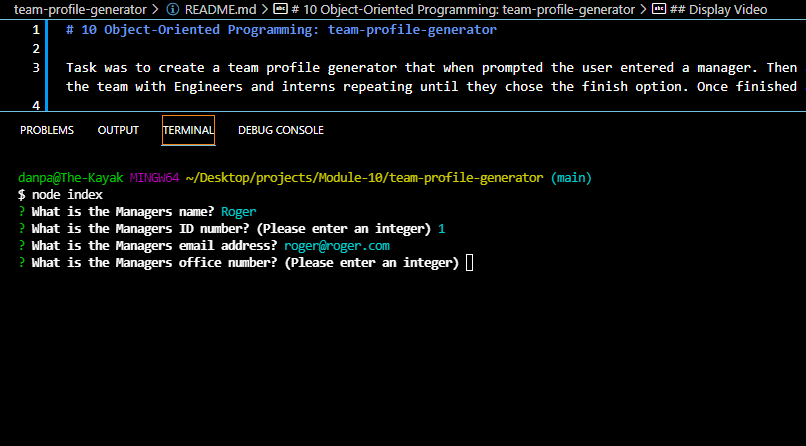 team-profile-generator > README.md > # 10 Object-Oriented Programming: team-profile-generator > ## Display Video
1 # 10 Object-Oriented Programming: team-profile-generator
2
3 Task was to create a team profile generator that when prompted the user entered a manager. Then
the team with Engineers and interns repeating until they chose the finish option. Once finished
4
PROBLEMS OUTPUT TERMINAL DEBUG CONSOLE
danpa@The-Kayak MINGW64 ~/Desktop/projects/Module-10/team-profile-generator (main)
$ node index
? What is the Managers name? Roger
? What is the Managers ID number? (Please enter an integer) 1
? What is the Managers email address? roger@roger.com
? What is the Managers office number? (Please enter an integer)